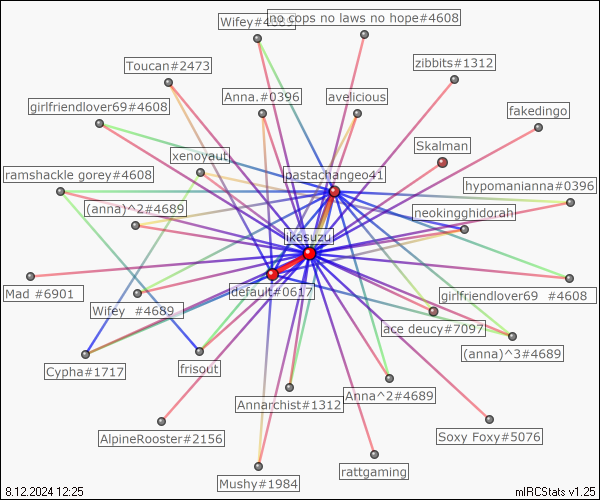 Wifey#4689
no cops no laws no hope#4608
Toucan#2473
zibbits#1312
girlfriendlover69#4608
Anna.#0396
avelicious
fakedingo
xenoyaut
Skalman
ramshackle gorey#4608
pastachangeo41
hypomanianna#0396
(anna)^2#4689
neokingghidorah
ikasuzu
Mad #6901
default#0617
girlfriendlover69 #4608
Wifey #4689
ace deucy#7097
(anna)^3#4689
Cypha#1717
frisout
Annarchist#1312
Anna^2#4689
AlpineRooster#2156
Soxy Foxy#5076
Mushy#1984
rattgaming
8.12.2024 12:25
mIRCStats v1.25